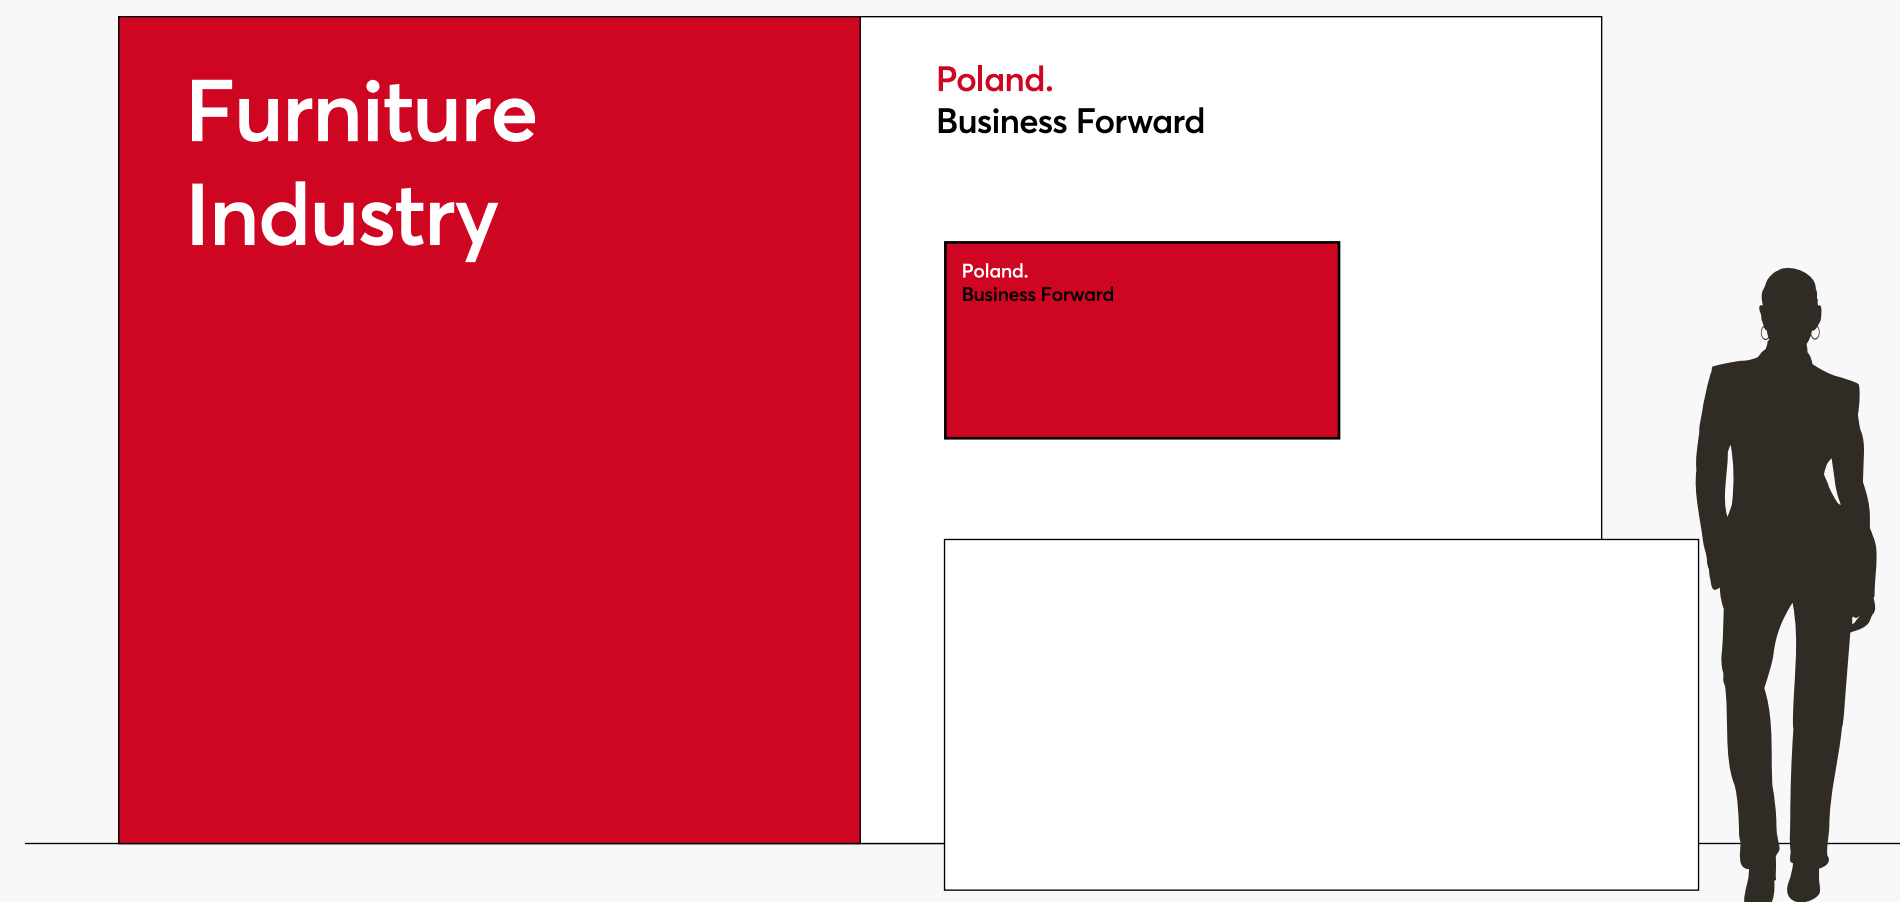 Furniture
Industry
Poland.
Business Forward
Poland.
Business Forward